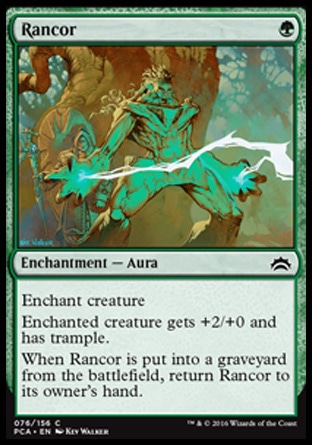 Rancor
Enchantment — Aura
Enchant creature
Enchanted creature gets +2/+0 and
has trample.
When Rancor is put into a graveyard
from the battlefield, return Rancor to
its owner's hand.
076/156 C
PCA • EN Kev Walker
™ & © 2016 Wizards of the Coast